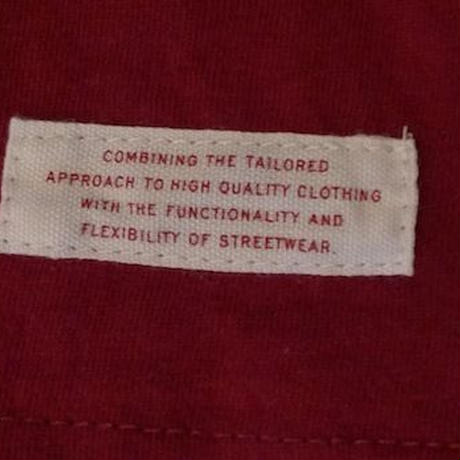 COMBINING THE TAILORED
APPROACH TO HIGH QUALITY CLOTHING
WITH THE FUNCTIONALITY AND
FLEXIBILITY OF STREETWEAR.